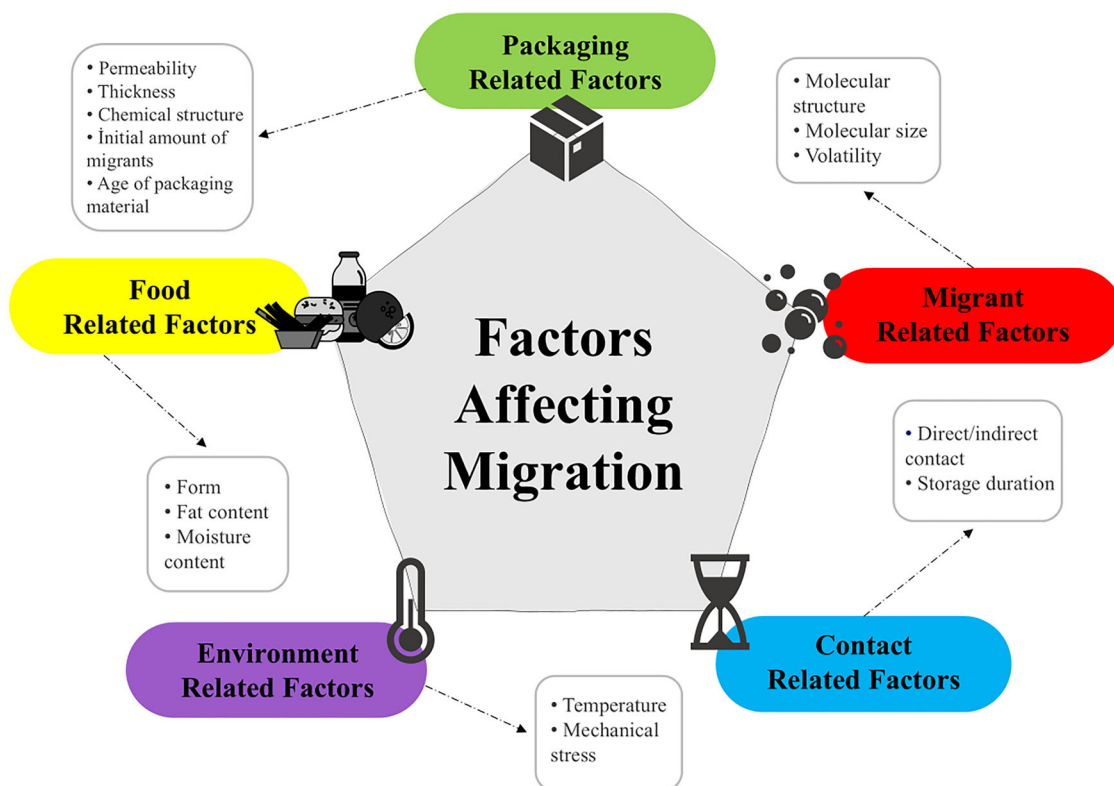 Packaging
Related Factors
• Permeability
• Thickness
• Chemical structure
• İnitial amount of
migrants
• Age of packaging
material
• Molecular
structure
• Molecular size
• Volatility
Food
Related Factors
Migrant
Related Factors
Factors
Affecting
Migration
• Form
• Fat content
• Moisture
content
• Direct/indirect
contact
• Storage duration
Environment
Related Factors
Contact
Related Factors
• Temperature
• Mechanical
stress